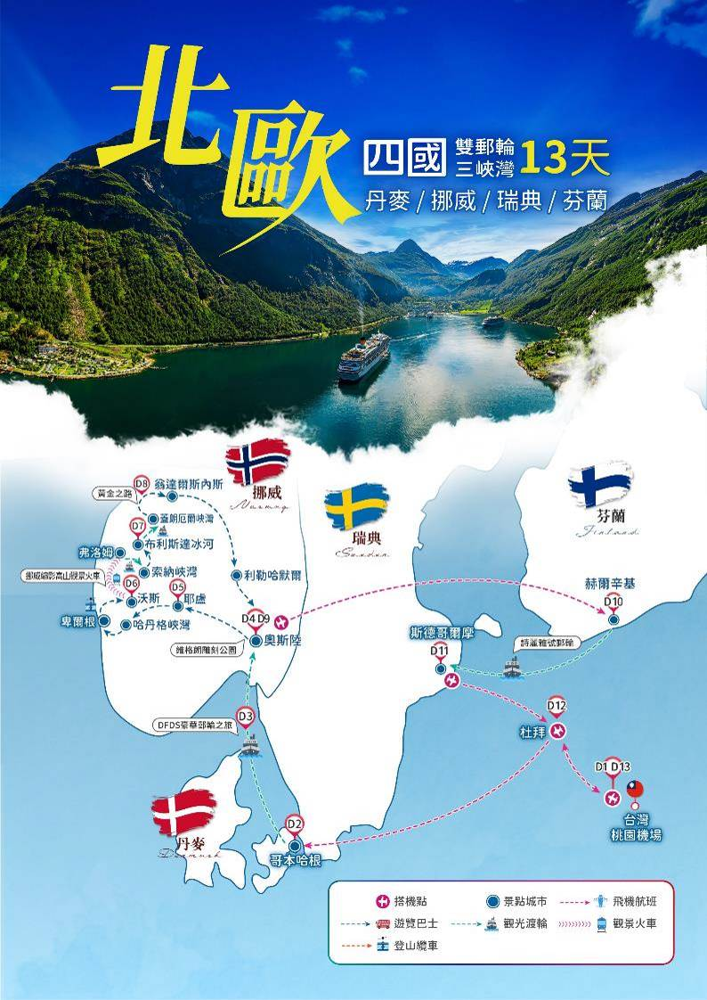 北歐
四國
雙郵輪
三峽灣
13天
丹麥 / 挪威 / 瑞典 / 芬蘭
挪威
Norway
瑞典
Sweden
芬蘭
Finland
D8
翁達爾斯內斯
黃金之路
蓋朗厄爾峽灣
D7
布利斯達冰河
弗洛姆
索納峽灣
挪威縮影高山觀景火車
D6
沃斯
D5
耶盧
利勒哈默爾
卑爾根
哈丹格峽灣
D4 D9
奧斯陸
維格朗雕刻公園
赫爾辛基
D10
斯德哥爾摩
D11
詩麗雅號郵輪
DFDS豪華郵輪之旅
D3
D12
杜拜
D1 D13
台灣
桃園機場
丹麥
Denmark
D2
哥本哈根
搭機點
景點城市
飛機航班
遊覽巴士
觀光渡輪
觀景火車
登山纜車